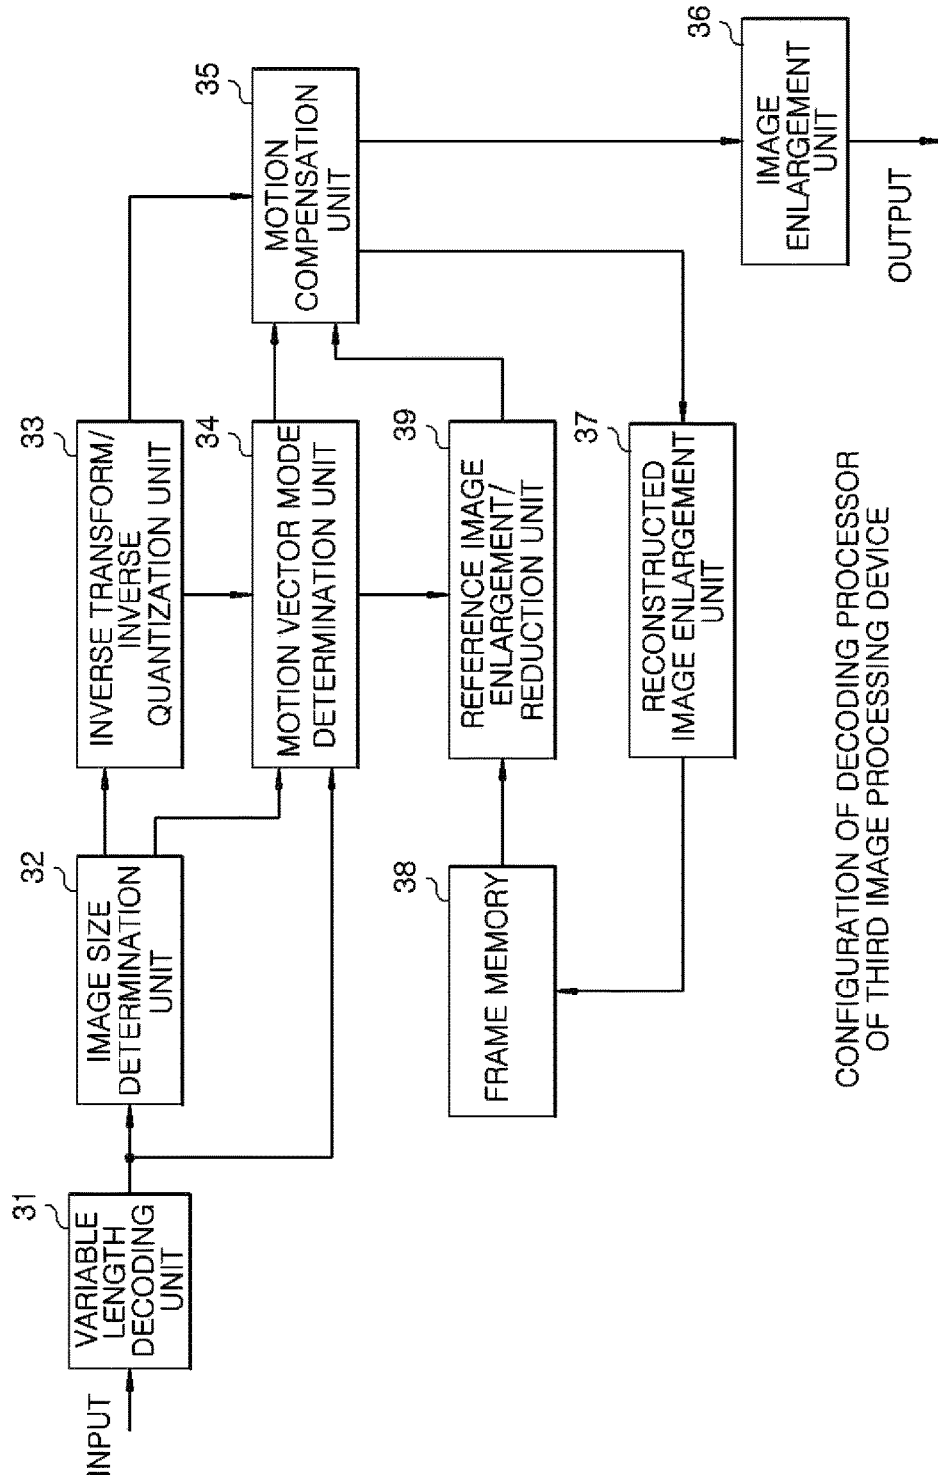 INPUT
31
VARIABLE
LENGTH
DECODING
UNIT
32
IMAGE SIZE
DETERMINATION
UNIT
33
INVERSE TRANSFORM/
INVERSE
QUANTIZATION UNIT
34
MOTION VECTOR MODE
DETERMINATION UNIT
35
MOTION
COMPENSATION
UNIT
36
IMAGE
ENLARGEMENT
UNIT
OUTPUT
38
FRAME MEMORY
39
REFERENCE IMAGE
ENLARGEMENT/
REDUCTION UNIT
37
RECONSTRUCTED
IMAGE ENLARGEMENT
UNIT
CONFIGURATION OF DECODING PROCESSOR
OF THIRD IMAGE PROCESSING DEVICE